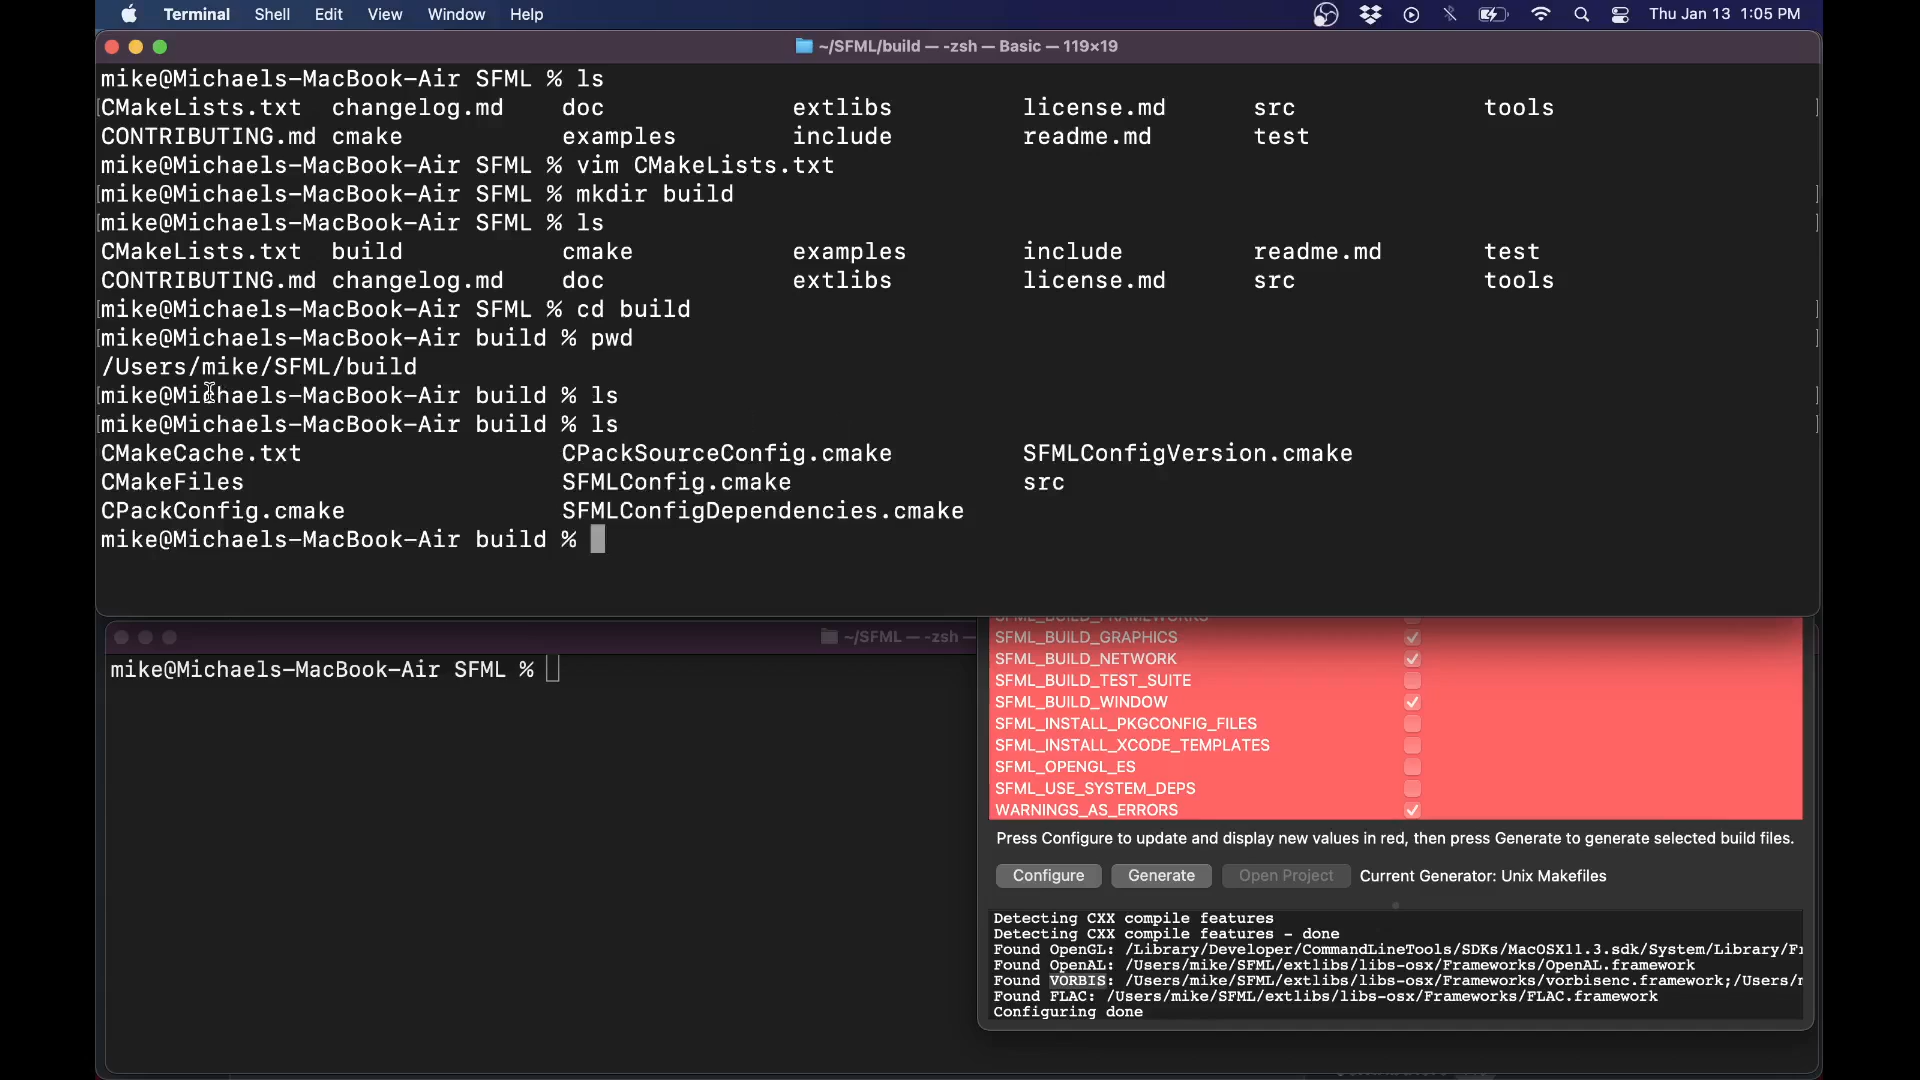 Terminal Shell Edit View Window Help Thu Jan 13 1:05 PM
~/SFML/build — -zsh — Basic — 119×19
mike@Michaels-MacBook-Air SFML % ls
CMakeLists.txt changelog.md doc extlibs license.md src tools
CONTRIBUTING.md cmake examples include readme.md test
mike@Michaels-MacBook-Air SFML % vim CMakeLists.txt
mike@Michaels-MacBook-Air SFML % mkdir build
mike@Michaels-MacBook-Air SFML % ls
CMakeLists.txt build cmake examples include readme.md test
CONTRIBUTING.md changelog.md doc extlibs license.md src tools
mike@Michaels-MacBook-Air SFML % cd build
mike@Michaels-MacBook-Air build % pwd
/Users/mike/SFML/build
mike@Michaels-MacBook-Air build % ls
mike@Michaels-MacBook-Air build % ls
CMakeCache.txt CPackSourceConfig.cmake SFMLConfigVersion.cmake
CMakeFiles SFMLConfig.cmake src
CPackConfig.cmake SFMLConfigDependencies.cmake
mike@Michaels-MacBook-Air build %
~/SFML — -zsh —
mike@Michaels-MacBook-Air SFML %
SFML_BUILD_FRAMEWORKS
SFML_BUILD_GRAPHICS
SFML_BUILD_NETWORK
SFML_BUILD_TEST_SUITE
SFML_BUILD_WINDOW
SFML_INSTALL_PKGCONFIG_FILES
SFML_INSTALL_XCODE_TEMPLATES
SFML_OPENGL_ES
SFML_USE_SYSTEM_DEPS
WARNINGS_AS_ERRORS
Press Configure to update and display new values in red, then press Generate to generate selected build files.
Configure Generate Open Project Current Generator: Unix Makefiles
Detecting CXX compile features
Detecting CXX compile features - done
Found OpenGL: /Library/Developer/CommandLineTools/SDKs/MacOSX11.3.sdk/System/Library/Fr
Found OpenAL: /Users/mike/SFML/extlibs/libs-osx/Frameworks/OpenAL.framework
Found VORBIS: /Users/mike/SFML/extlibs/libs-osx/Frameworks/vorbisenc.framework;/Users/m
Found FLAC: /Users/mike/SFML/extlibs/libs-osx/Frameworks/FLAC.framework
Configuring done